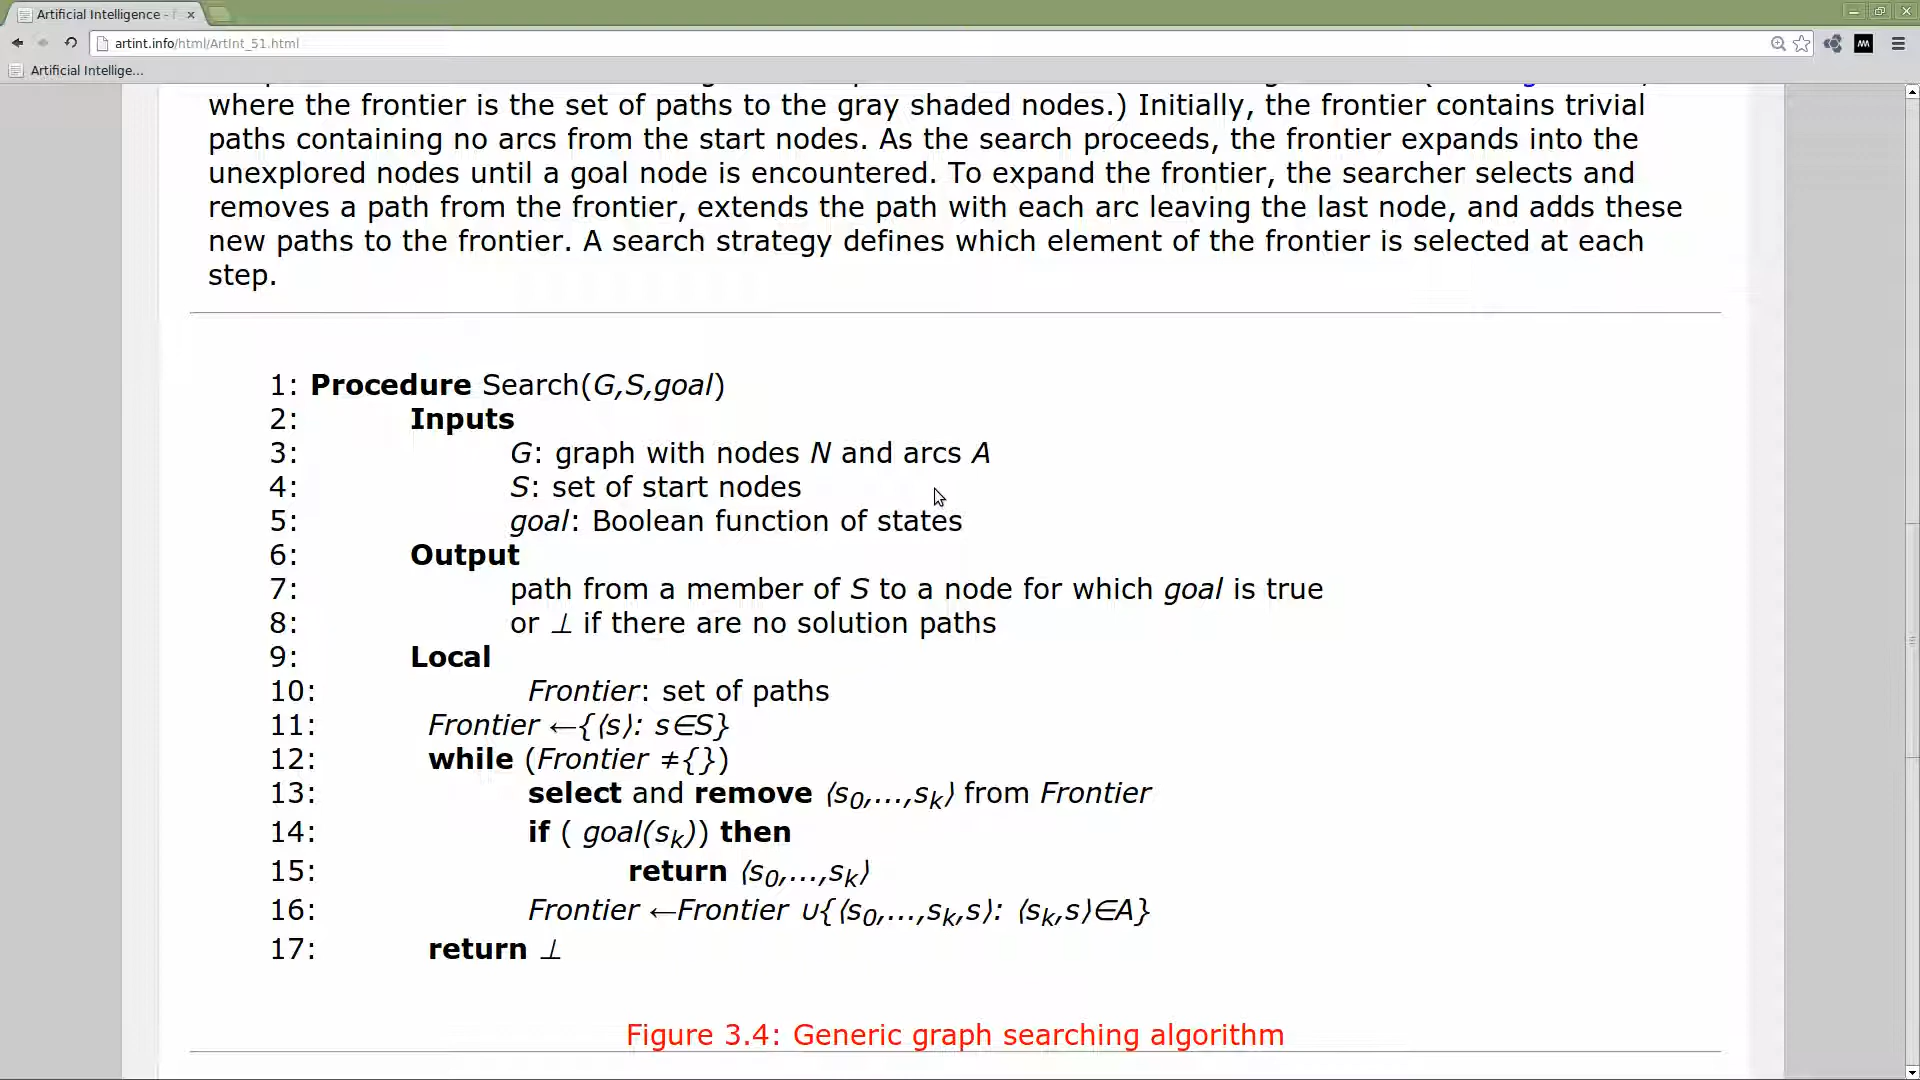 Artificial Intelligence - f
artint.info/html/ArtInt_51.html
Artificial Intellige...
where the frontier is the set of paths to the gray shaded nodes.) Initially, the frontier contains trivial
paths containing no arcs from the start nodes. As the search proceeds, the frontier expands into the
unexplored nodes until a goal node is encountered. To expand the frontier, the searcher selects and
removes a path from the frontier, extends the path with each arc leaving the last node, and adds these
new paths to the frontier. A search strategy defines which element of the frontier is selected at each
step.
1: Procedure Search(G,S,goal)
2: Inputs
3: G: graph with nodes N and arcs A
4: S: set of start nodes
5: goal: Boolean function of states
6: Output
7: path from a member of S to a node for which goal is true
8: or ⊥ if there are no solution paths
9: Local
10: Frontier: set of paths
11: Frontier ←{⟨s⟩: s∈S}
12: while (Frontier ≠{})
13: select and remove ⟨s0,...,sk⟩ from Frontier
14: if ( goal(sk)) then
15: return ⟨s0,...,sk⟩
16: Frontier ←Frontier ∪{⟨s0,...,sk,s⟩: ⟨sk,s⟩∈A}
17: return ⊥
Figure 3.4: Generic graph searching algorithm